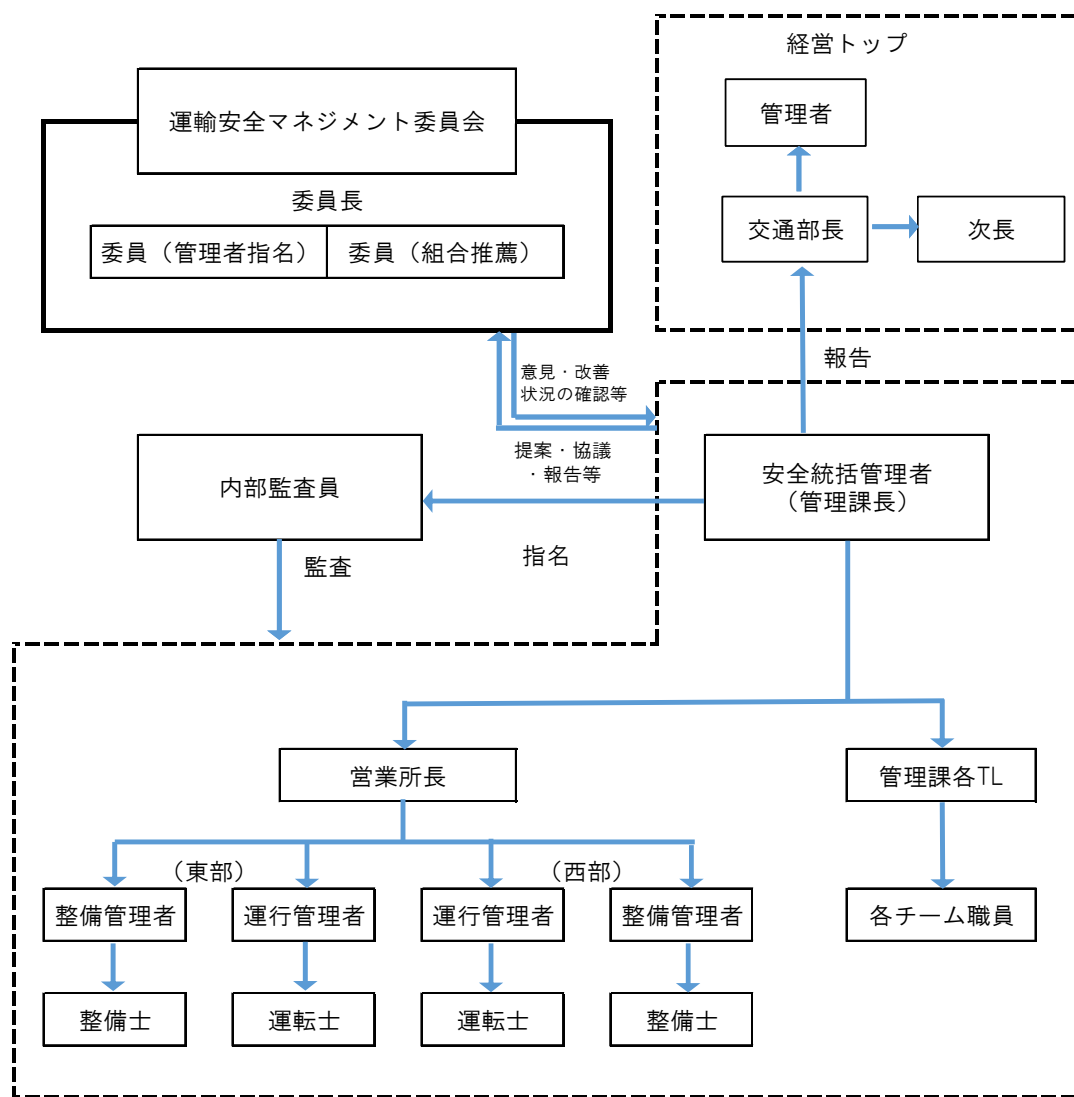 経営トップ
運輸安全マネジメント委員会
管理者
委員長
委員（管理者指名）
委員（組合推薦）
交通部長
次長
報告
意見・改善
状況の確認等
提案・協議
・報告等
内部監査員
安全統括管理者
（管理課長）
指名
監査
営業所長
管理課各TL
（東部）
（西部）
整備管理者
運行管理者
運行管理者
整備管理者
各チーム職員
整備士
運転士
運転士
整備士